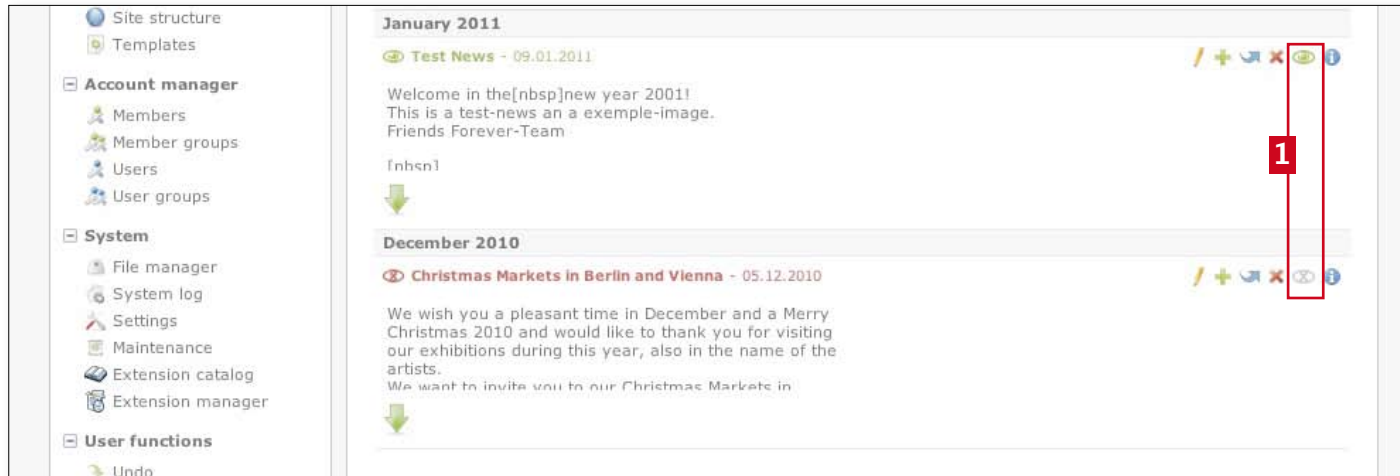 Site structure
Templates
Account manager
Members
Member groups
Users
User groups
System
File manager
System log
Settings
Maintenance
Extension catalog
Extension manager
User functions
Undo
January 2011
Test News - 09.01.2011
Welcome in the[nbsp]new year 2001!
This is a test-news an a exemple-image.
Friends Forever-Team
[nbsp]
1
December 2010
Christmas Markets in Berlin and Vienna - 05.12.2010
We wish you a pleasant time in December and a Merry
Christmas 2010 and would like to thank you for visiting
our exhibitions during this year, also in the name of the
artists.
We want to invite you to our Christmas Markets in